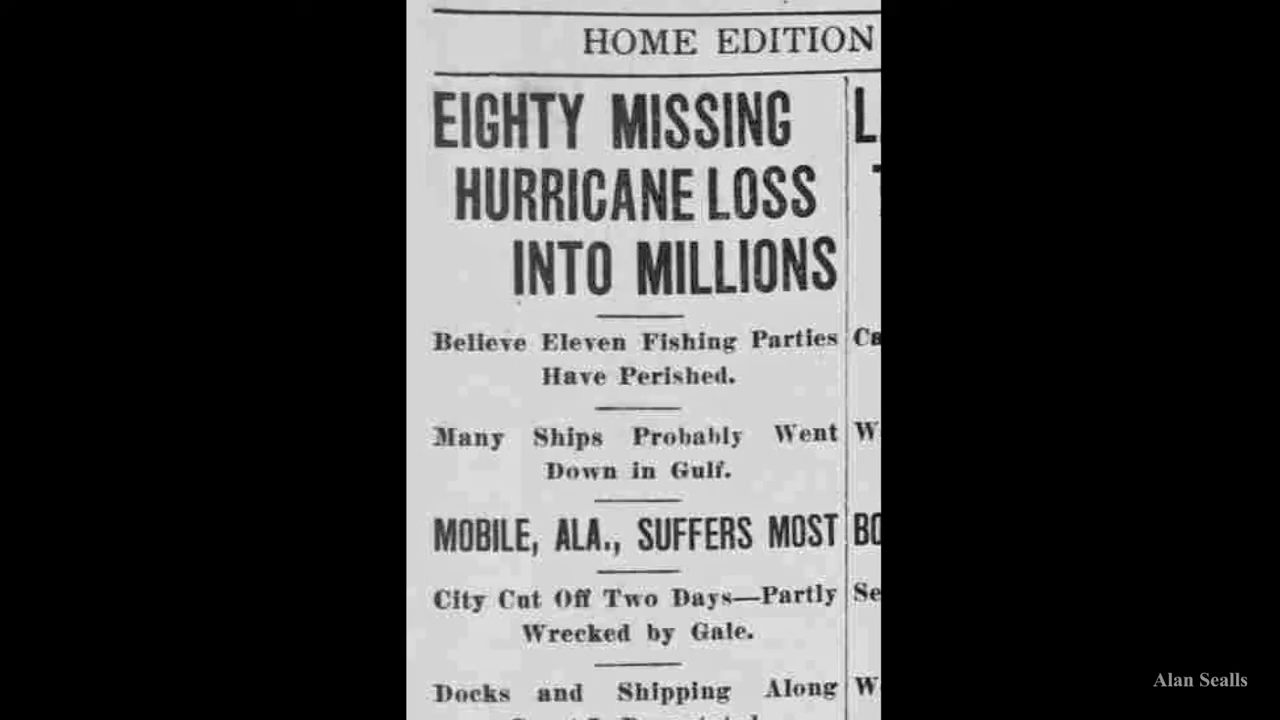 HOME EDITION
EIGHTY MISSING
HURRICANE LOSS
INTO MILLIONS
Believe Eleven Fishing Parties
Have Perished.
Many Ships Probably Went
Down in Gulf.
MOBILE, ALA., SUFFERS MOST
City Cut Off Two Days—Partly
Wrecked by Gale.
Docks and Shipping Along
Alan Sealls